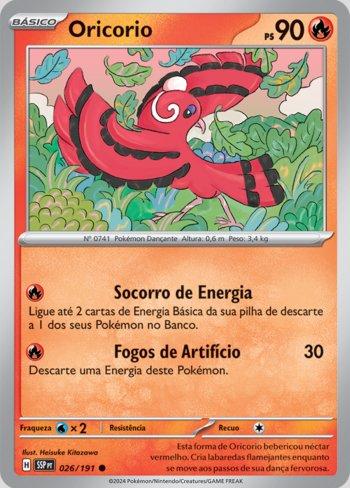 BÁSICO
Oricorio
PS 90
Nº 0741 Pokémon Dançante Altura: 0,6 m Peso: 3,4 kg
Socorro de Energia
Ligue até 2 cartas de Energia Básica da sua pilha de descarte
a 1 dos seus Pokémon no Banco.
Fogos de Artifício 30
Descarte uma Energia deste Pokémon.
Fraqueza × 2 Resistência Recuo
Ilust. Heisuke Kitazawa
H SSP PT 026/191
Esta forma de Oricorio bebericou néctar
vermelho. Cria labaredas flamejantes enquanto
se move aos passos de sua dança fervorosa.
©2024 Pokémon/Nintendo/Creatures/GAME FREAK